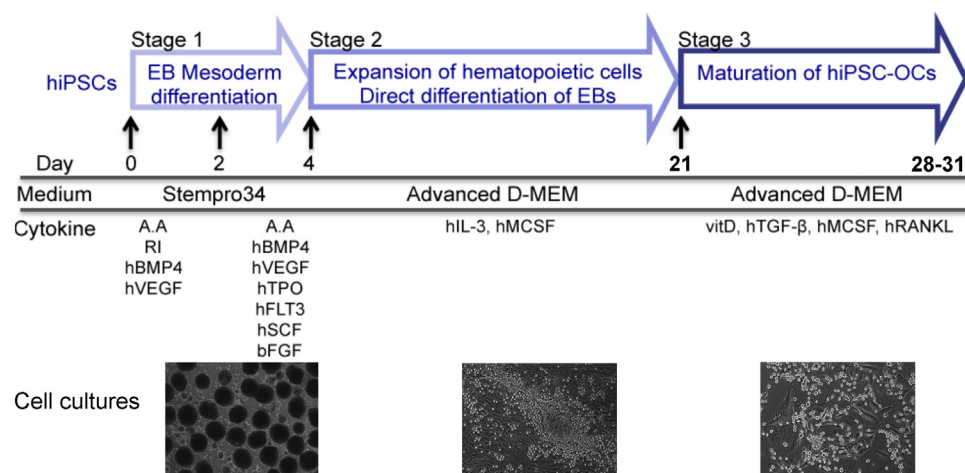 Stage 1
Stage 2
Stage 3
hiPSCs
EB Mesoderm
differentiation
Expansion of hematopoietic cells
Direct differentiation of EBs
Maturation of hiPSC-OCs
Day 0 2 4 21 28-31
Medium Stempro34 Advanced D-MEM Advanced D-MEM
Cytokine A.A A.A hIL-3, hMCSF vitD, hTGF-β, hMCSF, hRANKL
RI hBMP4
hBMP4 hVEGF
hVEGF hTPO
hFLT3
hSCF
bFGF
Cell cultures